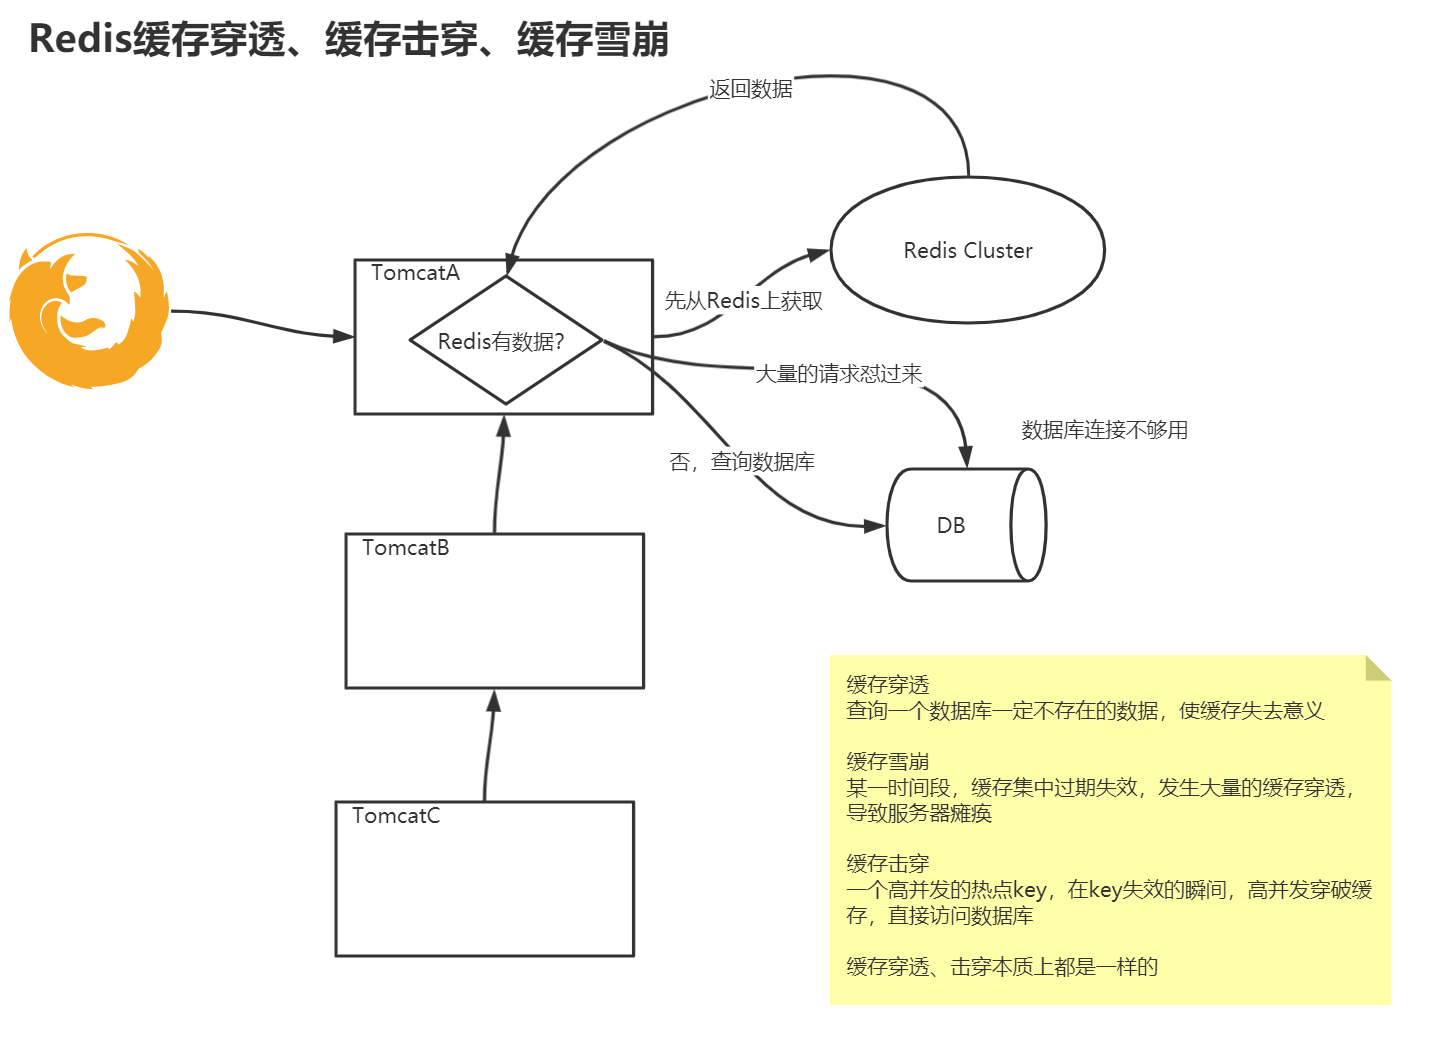 Redis缓存穿透、缓存击穿、缓存雪崩
返回数据
Redis Cluster
TomcatA
先从Redis上获取
Redis有数据?
大量的请求怼过来
数据库连接不够用
否，查询数据库
DB
TomcatB
TomcatC
缓存穿透
查询一个数据库一定不存在的数据，使缓存失去意义
缓存雪崩
某一时间段，缓存集中过期失效，发生大量的缓存穿透，
导致服务器瘫痪
缓存击穿
一个高并发的热点key，在key失效的瞬间，高并发穿破缓
存，直接访问数据库
缓存穿透、击穿本质上都是一样的